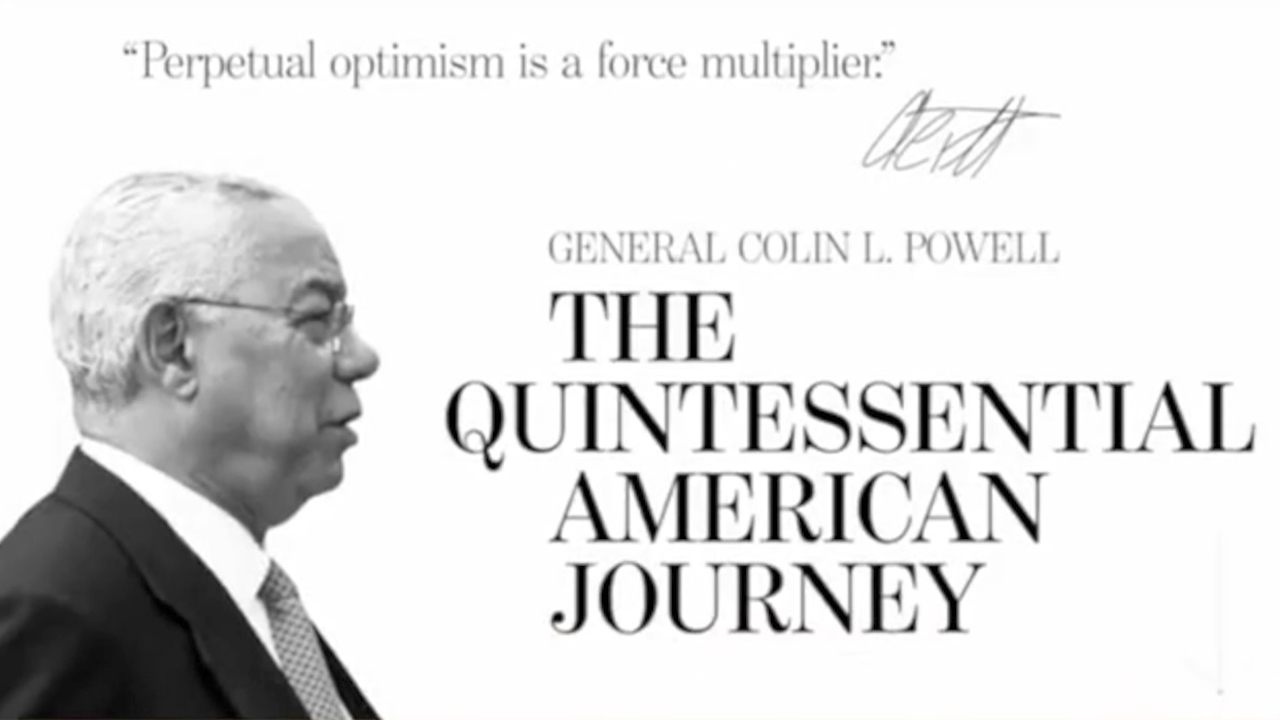 “Perpetual optimism is a force multiplier.”
GENERAL COLIN L. POWELL
THE
QUINTESSENTIAL
AMERICAN
JOURNEY